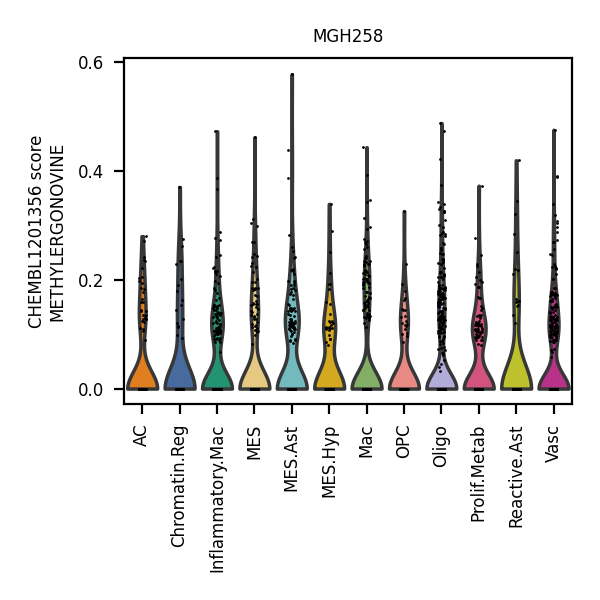 MGH258
CHEMBL1201356 score
METHYLERGONOVINE
0.6
0.4
0.2
0.0
AC
Chromatin.Reg
Inflammatory.Mac
MES
MES.Ast
MES.Hyp
Mac
OPC
Oligo
Prolif.Metab
Reactive.Ast
Vasc